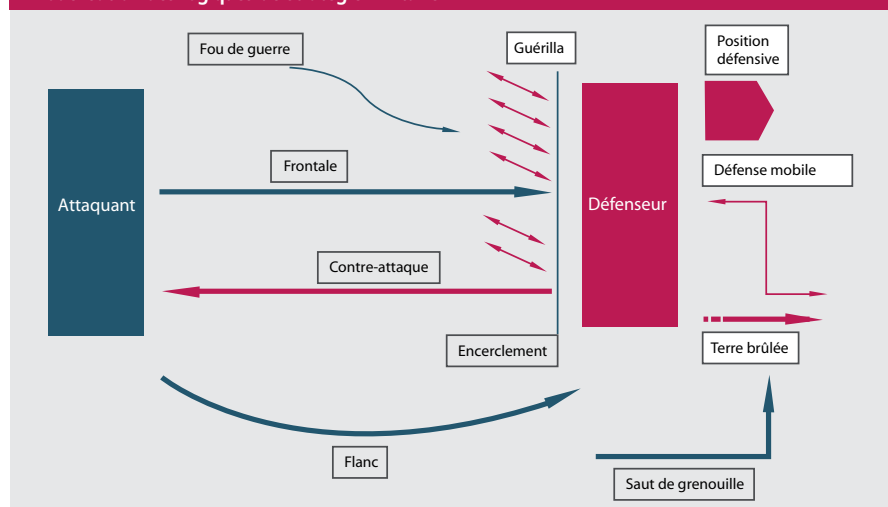 Fou de guerre
Guérilla
Position
défensive
Frontale
Défense mobile
Attaquant
Défenseur
Contre-attaque
Encerclement
Terre brûlée
Flanc
Saut de grenouille